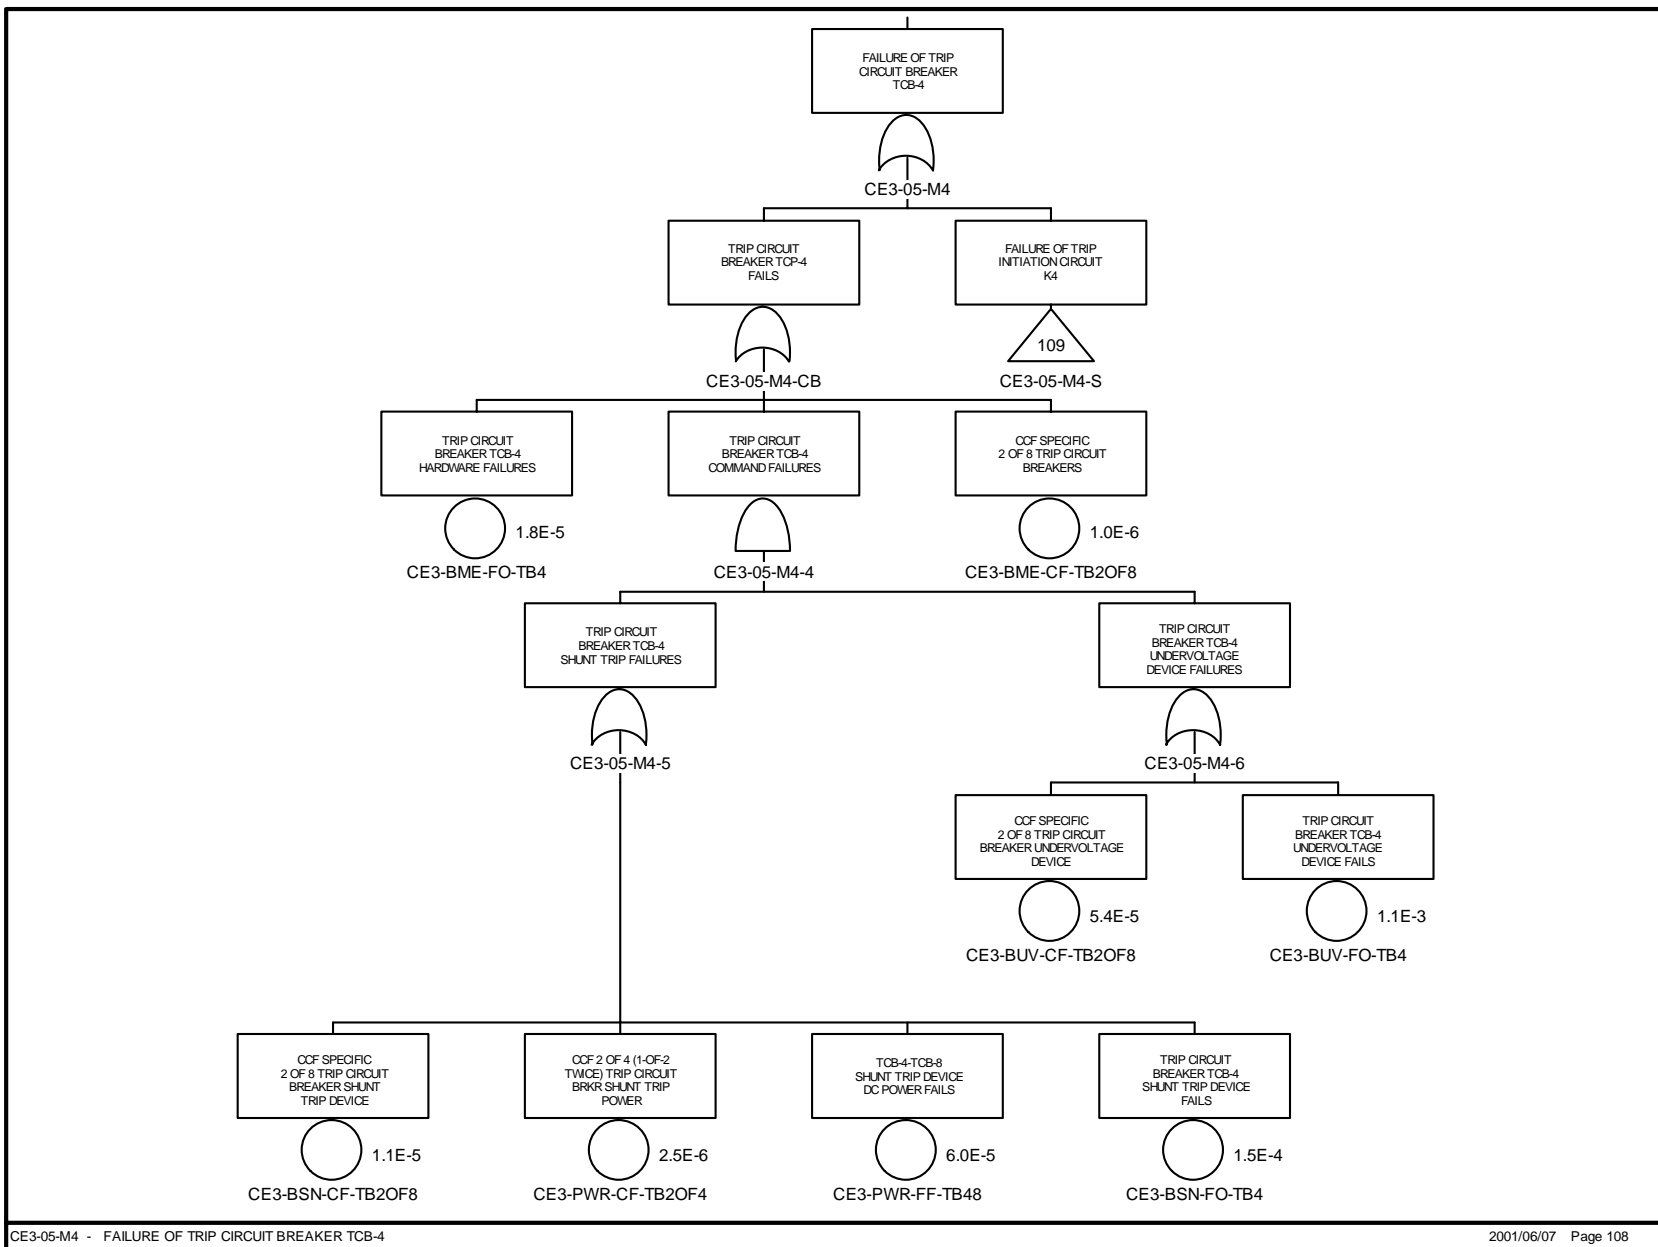 FAILURE OF TRIP
CIRCUIT BREAKER
TCB-4
CE3-05-M4
TRIP CIRCUIT
BREAKER TCP-4
FAILS
FAILURE OF TRIP
INITIATION CIRCUIT
K4
109
CE3-05-M4-CB
CE3-05-M4-S
TRIP CIRCUIT
BREAKER TCB-4
HARDWARE FAILURES
TRIP CIRCUIT
BREAKER TCB-4
COMMAND FAILURES
CCF SPECIFIC
2 OF 8 TRIP CIRCUIT
BREAKERS
1.8E-5
1.0E-6
CE3-BME-FO-TB4
CE3-05-M4-4
CE3-BME-CF-TB2OF8
TRIP CIRCUIT
BREAKER TCB-4
SHUNT TRIP FAILURES
TRIP CIRCUIT
BREAKER TCB-4
UNDERVOLTAGE
DEVICE FAILURES
CE3-05-M4-5
CE3-05-M4-6
CCF SPECIFIC
2 OF 8 TRIP CIRCUIT
BREAKER UNDERVOLTAGE
DEVICE
TRIP CIRCUIT
BREAKER TCB-4
UNDERVOLTAGE
DEVICE FAILS
5.4E-5
1.1E-3
CE3-BUV-CF-TB2OF8
CE3-BUV-FO-TB4
CCF SPECIFIC
2 OF 8 TRIP CIRCUIT
BREAKER SHUNT
TRIP DEVICE
CCF 2 OF 4 (1-OF-2
TWICE) TRIP CIRCUIT
BRKR SHUNT TRIP
POWER
TCB-4-TCB-8
SHUNT TRIP DEVICE
DC POWER FAILS
TRIP CIRCUIT
BREAKER TCB-4
SHUNT TRIP DEVICE
FAILS
1.1E-5
2.5E-6
6.0E-5
1.5E-4
CE3-BSN-CF-TB2OF8
CE3-PWR-CF-TB2OF4
CE3-PWR-FF-TB48
CE3-BSN-FO-TB4
CE3-05-M4 - FAILURE OF TRIP CIRCUIT BREAKER TCB-4
2001/06/07 Page 108